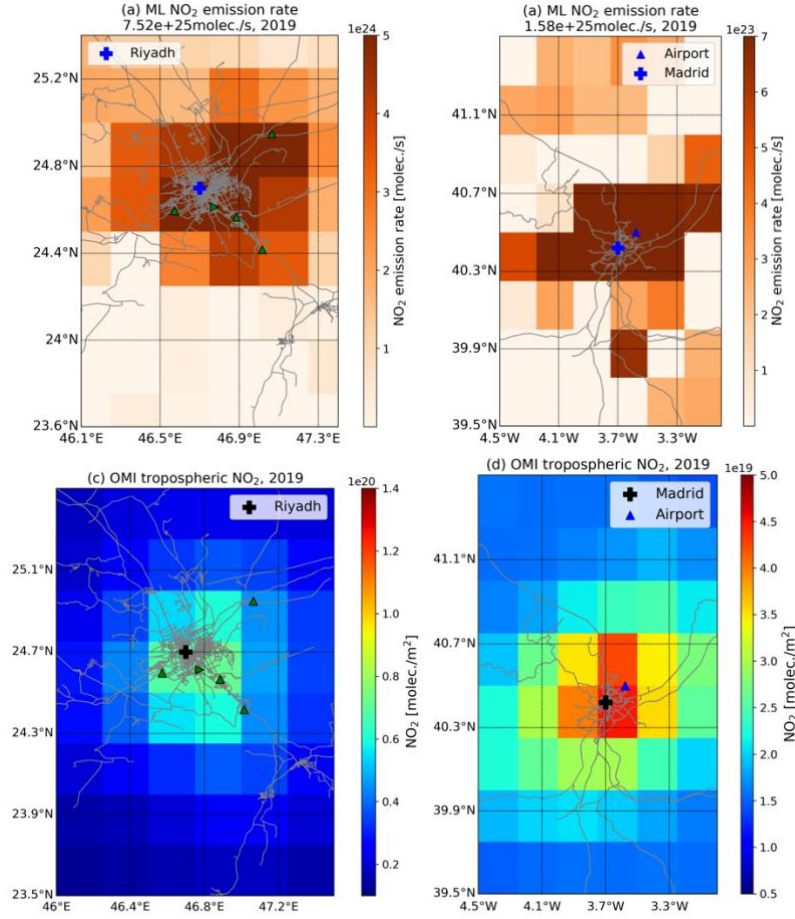 (a) ML NO₂ emission rate
7.52e+25molec./s, 2019
1e24
Riyadh
25.2°N
24.8°N
24.4°N
24°N
23.6°N
46.1°E 46.5°E 46.9°E 47.3°E
5
4
3
2
1
NO₂ emission rate [molec./s]
(a) ML NO₂ emission rate
1.58e+25molec./s, 2019
1e23
Airport
Madrid
41.1°N
40.7°N
40.3°N
39.9°N
39.5°N
4.5°W 4.1°W 3.7°W 3.3°W
7
6
5
4
3
2
1
NO₂ emission rate [molec./s]
(c) OMI tropospheric NO₂, 2019
1e20
Riyadh
25.1°N
24.7°N
24.3°N
23.9°N
23.5°N
46°E 46.4°E 46.8°E 47.2°E
1.4
1.2
1.0
0.8
0.6
0.4
0.2
NO₂ [molec./m²]
(d) OMI tropospheric NO₂, 2019
1e19
Madrid
Airport
41.1°N
40.7°N
40.3°N
39.9°N
39.5°N
4.5°W 4.1°W 3.7°W 3.3°W
5.0
4.5
4.0
3.5
3.0
2.5
2.0
1.5
1.0
0.5
NO₂ [molec./m²]